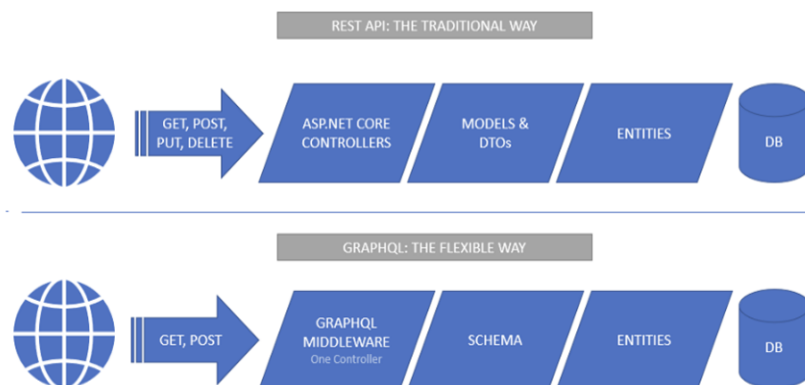 REST API: THE TRADITIONAL WAY
GET, POST,
PUT, DELETE
ASP.NET CORE
CONTROLLERS
MODELS &
DTOs
ENTITIES
DB
GRAPHQL: THE FLEXIBLE WAY
GET, POST
GRAPHQL
MIDDLEWARE
One Controller
SCHEMA
ENTITIES
DB